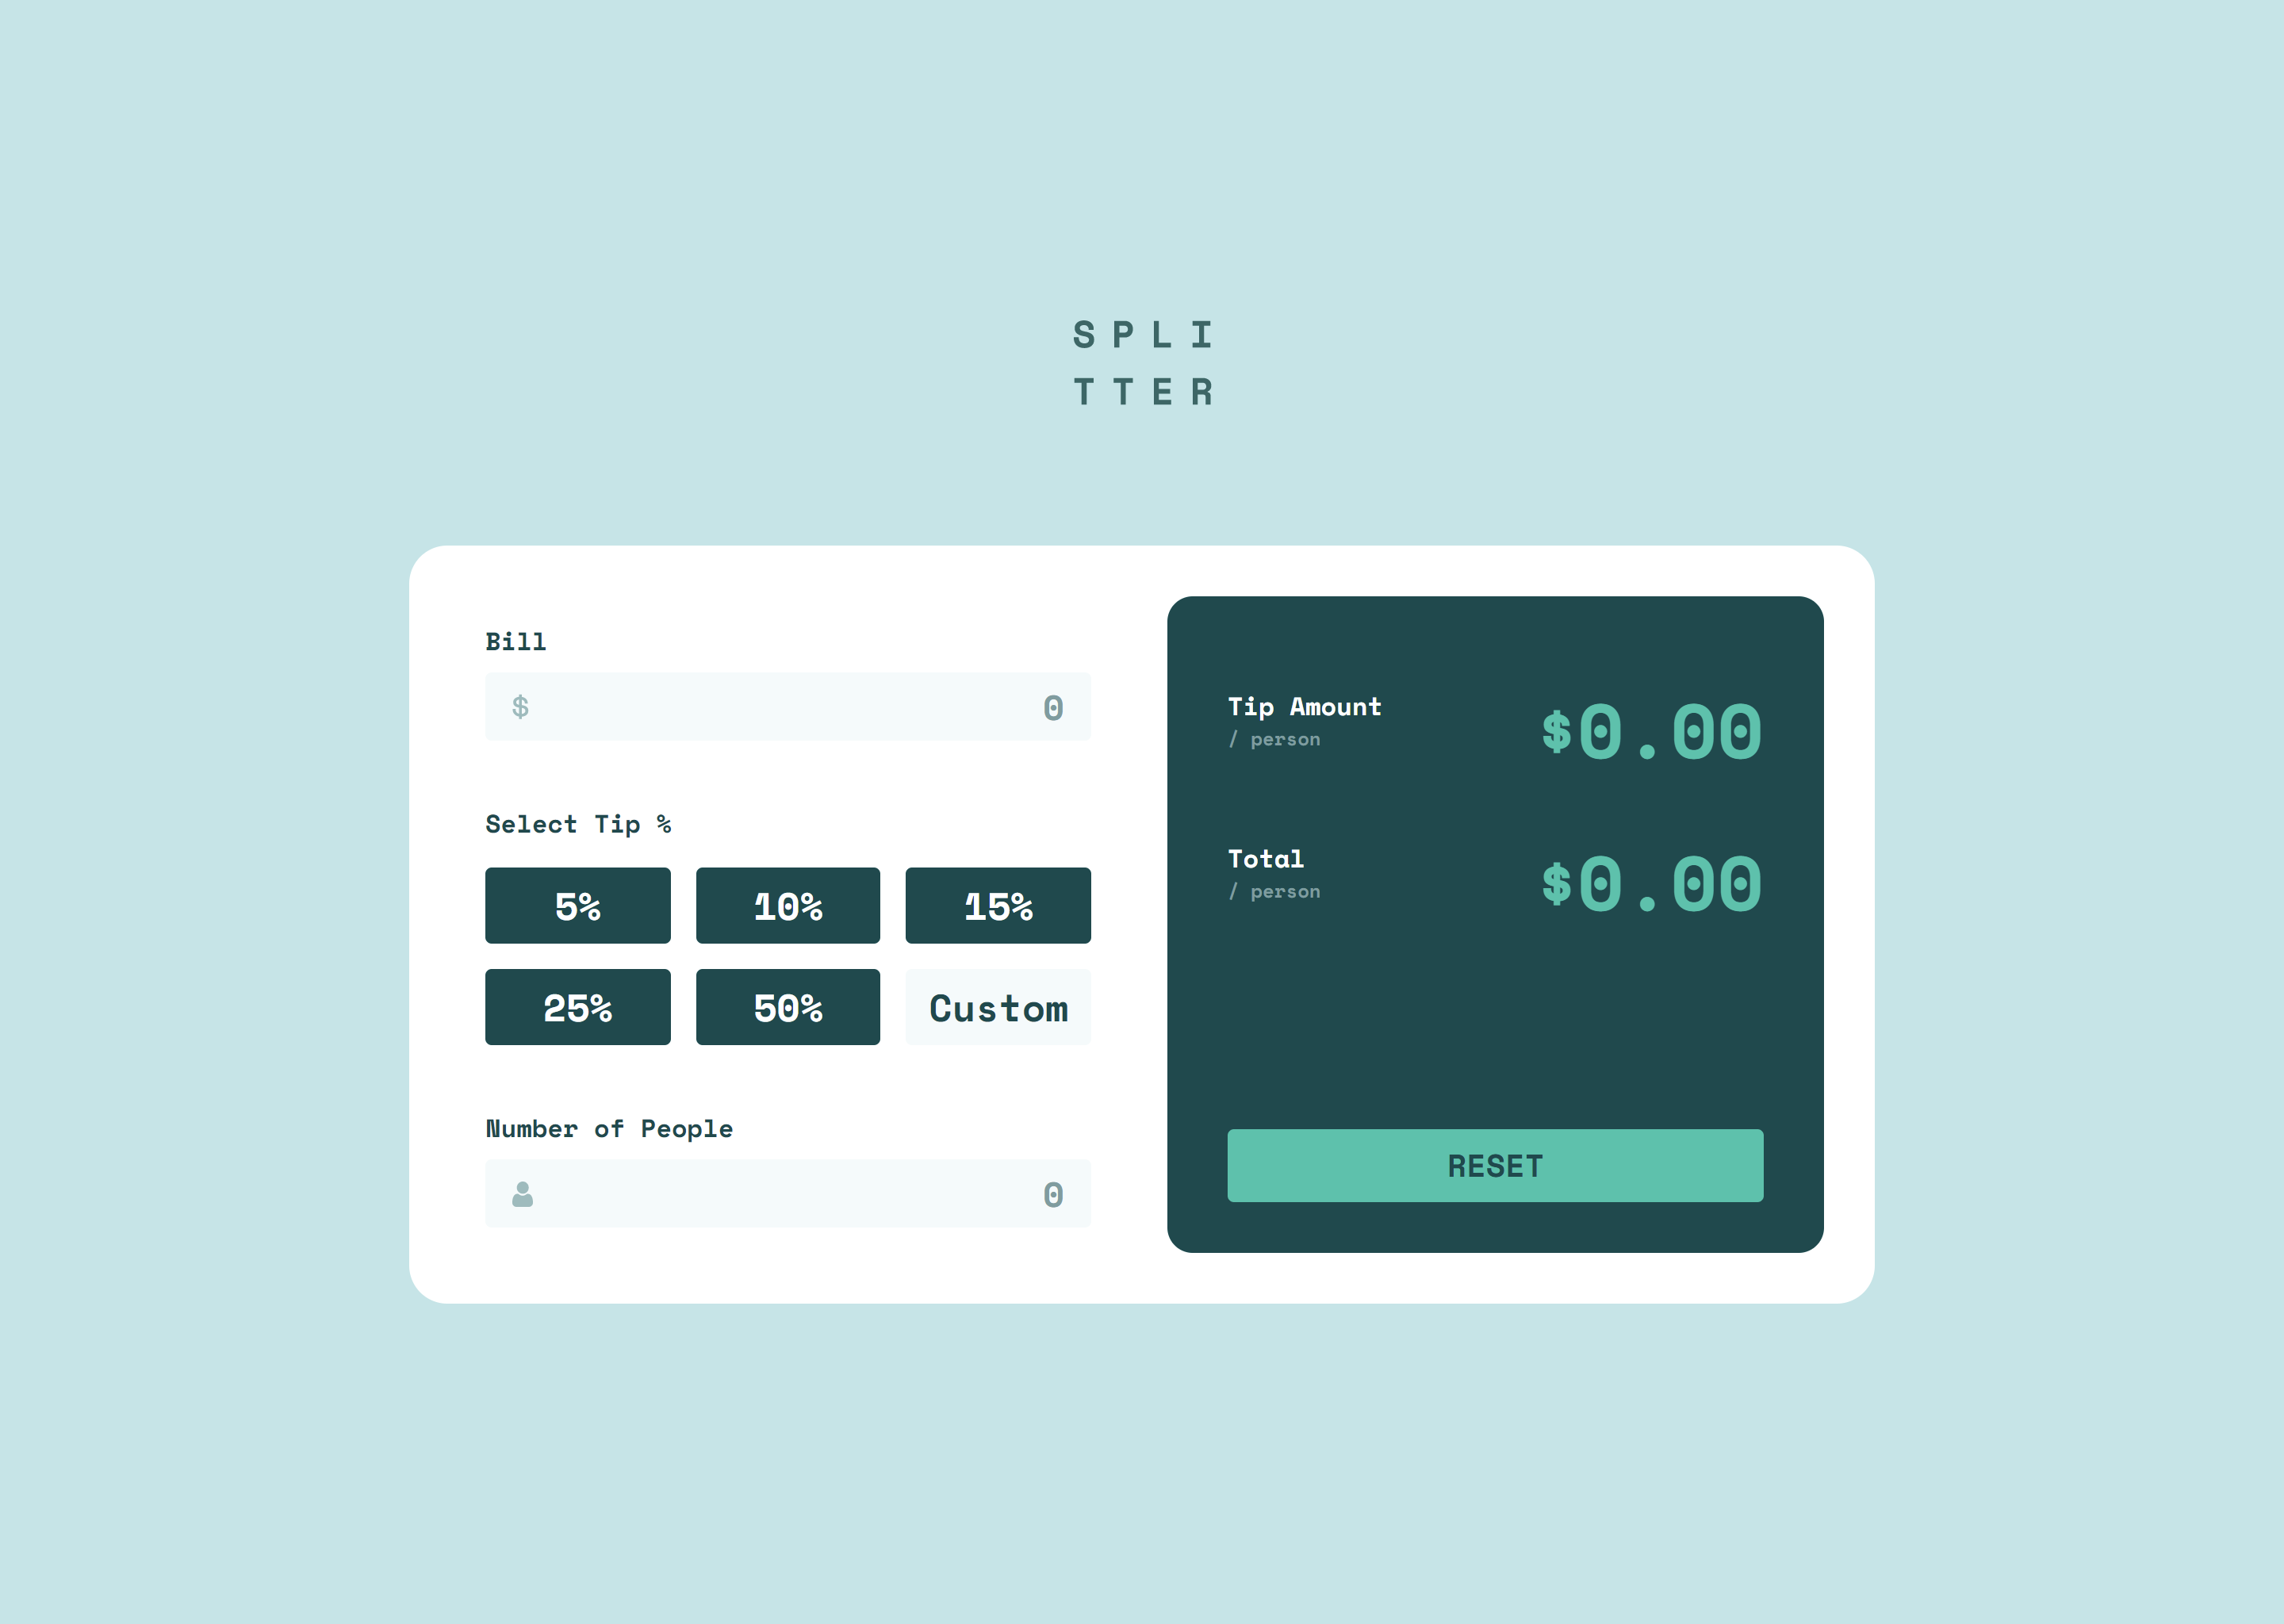 SPLI
TTER
Bill
$ 0
Select Tip %
5% 10% 15%
25% 50% Custom
Number of People
0
Tip Amount
/ person
$0.00
Total
/ person
$0.00
RESET